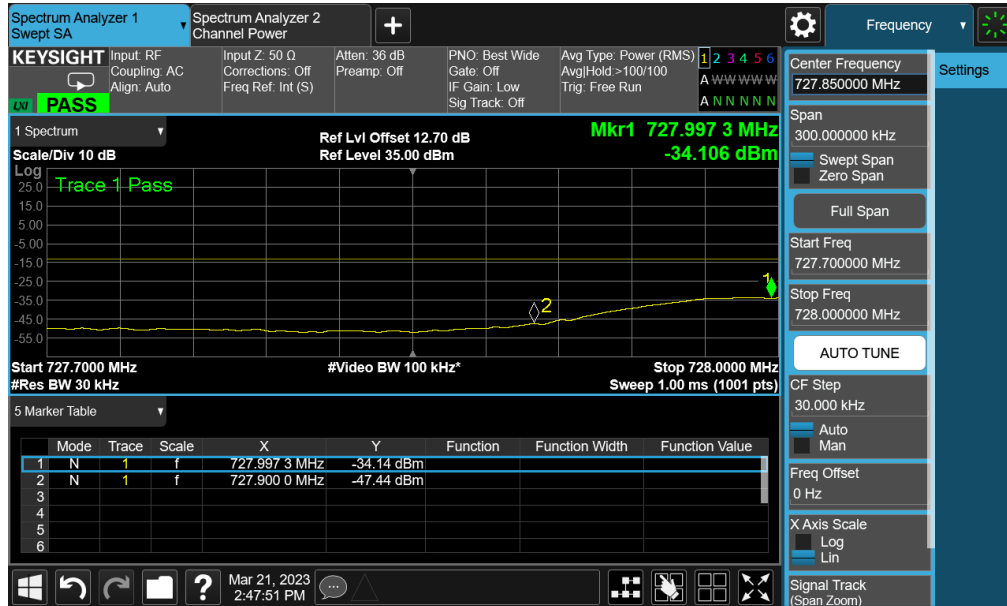 Spectrum Analyzer 1
Swept SA
Spectrum Analyzer 2
Channel Power
Frequency
KEYSIGHT
Input: RF
Coupling: AC
Align: Auto
LXI
PASS
Input Z: 50 Ω
Corrections: Off
Freq Ref: Int (S)
Atten: 36 dB
Preamp: Off
PNO: Best Wide
Gate: Off
IF Gain: Low
Sig Track: Off
Avg Type: Power (RMS)
Avg|Hold:>100/100
Trig: Free Run
1 2 3 4 5 6
A W W W W W
A N N N N N
1 Spectrum
Scale/Div 10 dB
Ref Lvl Offset 12.70 dB
Ref Level 35.00 dBm
Mkr1 727.997 3 MHz
-34.106 dBm
Log
Trace 1 Pass
25.0
15.0
5.00
-5.00
-15.0
-25.0
-35.0
-45.0
-55.0
1
2
Start 727.7000 MHz
#Res BW 30 kHz
#Video BW 100 kHz*
Stop 728.0000 MHz
Sweep 1.00 ms (1001 pts)
5 Marker Table
Mode Trace Scale X Y Function Function Width Function Value
1 N 1 f 727.997 3 MHz -34.14 dBm
2 N 1 f 727.900 0 MHz -47.44 dBm
3
4
5
6
Mar 21, 2023
2:47:51 PM
Center Frequency
727.850000 MHz
Span
300.000000 kHz
Swept Span
Zero Span
Full Span
Start Freq
727.700000 MHz
Stop Freq
728.000000 MHz
AUTO TUNE
CF Step
30.000 kHz
Auto
Man
Freq Offset
0 Hz
X Axis Scale
Log
Lin
Signal Track
(Span Zoom)
Settings